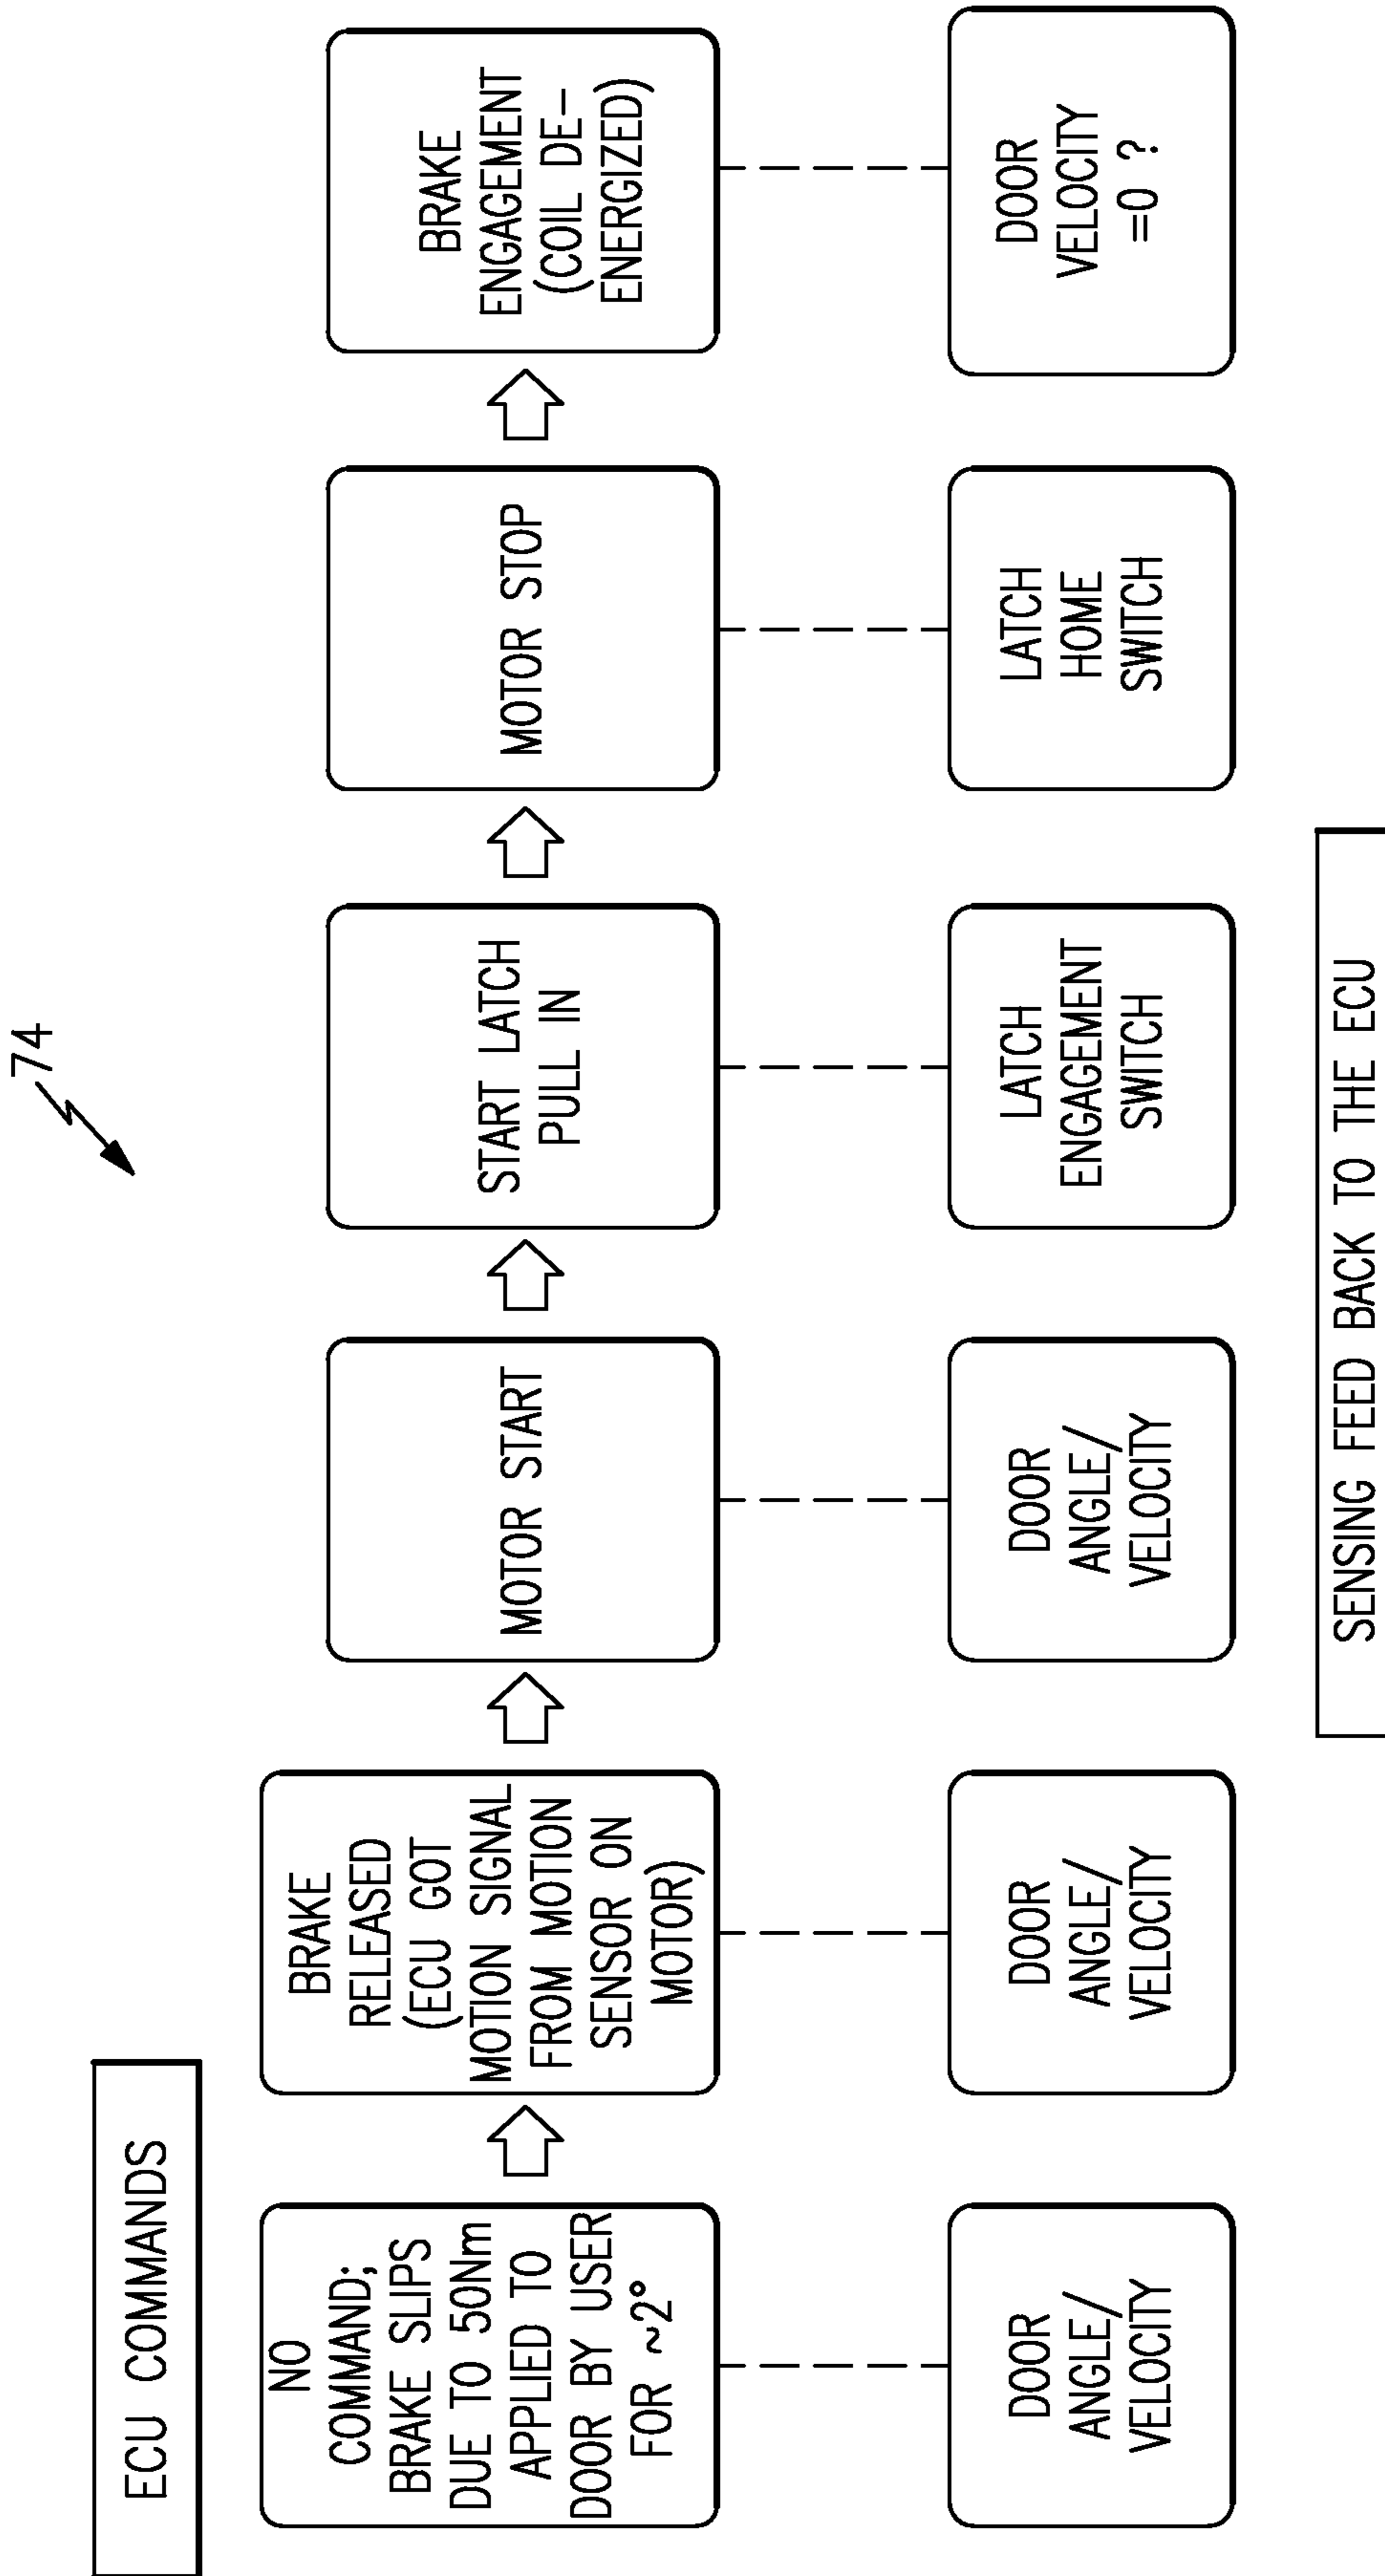 74
ECU COMMANDS
NO
COMMAND;
BRAKE SLIPS
DUE TO 50Nm
APPLIED TO
DOOR BY USER
FOR ~2°
BRAKE
RELEASED
(ECU GOT
MOTION SIGNAL
FROM MOTION
SENSOR ON
MOTOR)
MOTOR START
START LATCH
PULL IN
MOTOR STOP
BRAKE
ENGAGEMENT
(COIL DE-
ENERGIZED)
DOOR
ANGLE/
VELOCITY
DOOR
ANGLE/
VELOCITY
DOOR
ANGLE/
VELOCITY
LATCH
ENGAGEMENT
SWITCH
LATCH
HOME
SWITCH
DOOR
VELOCITY
=0 ?
SENSING FEED BACK TO THE ECU